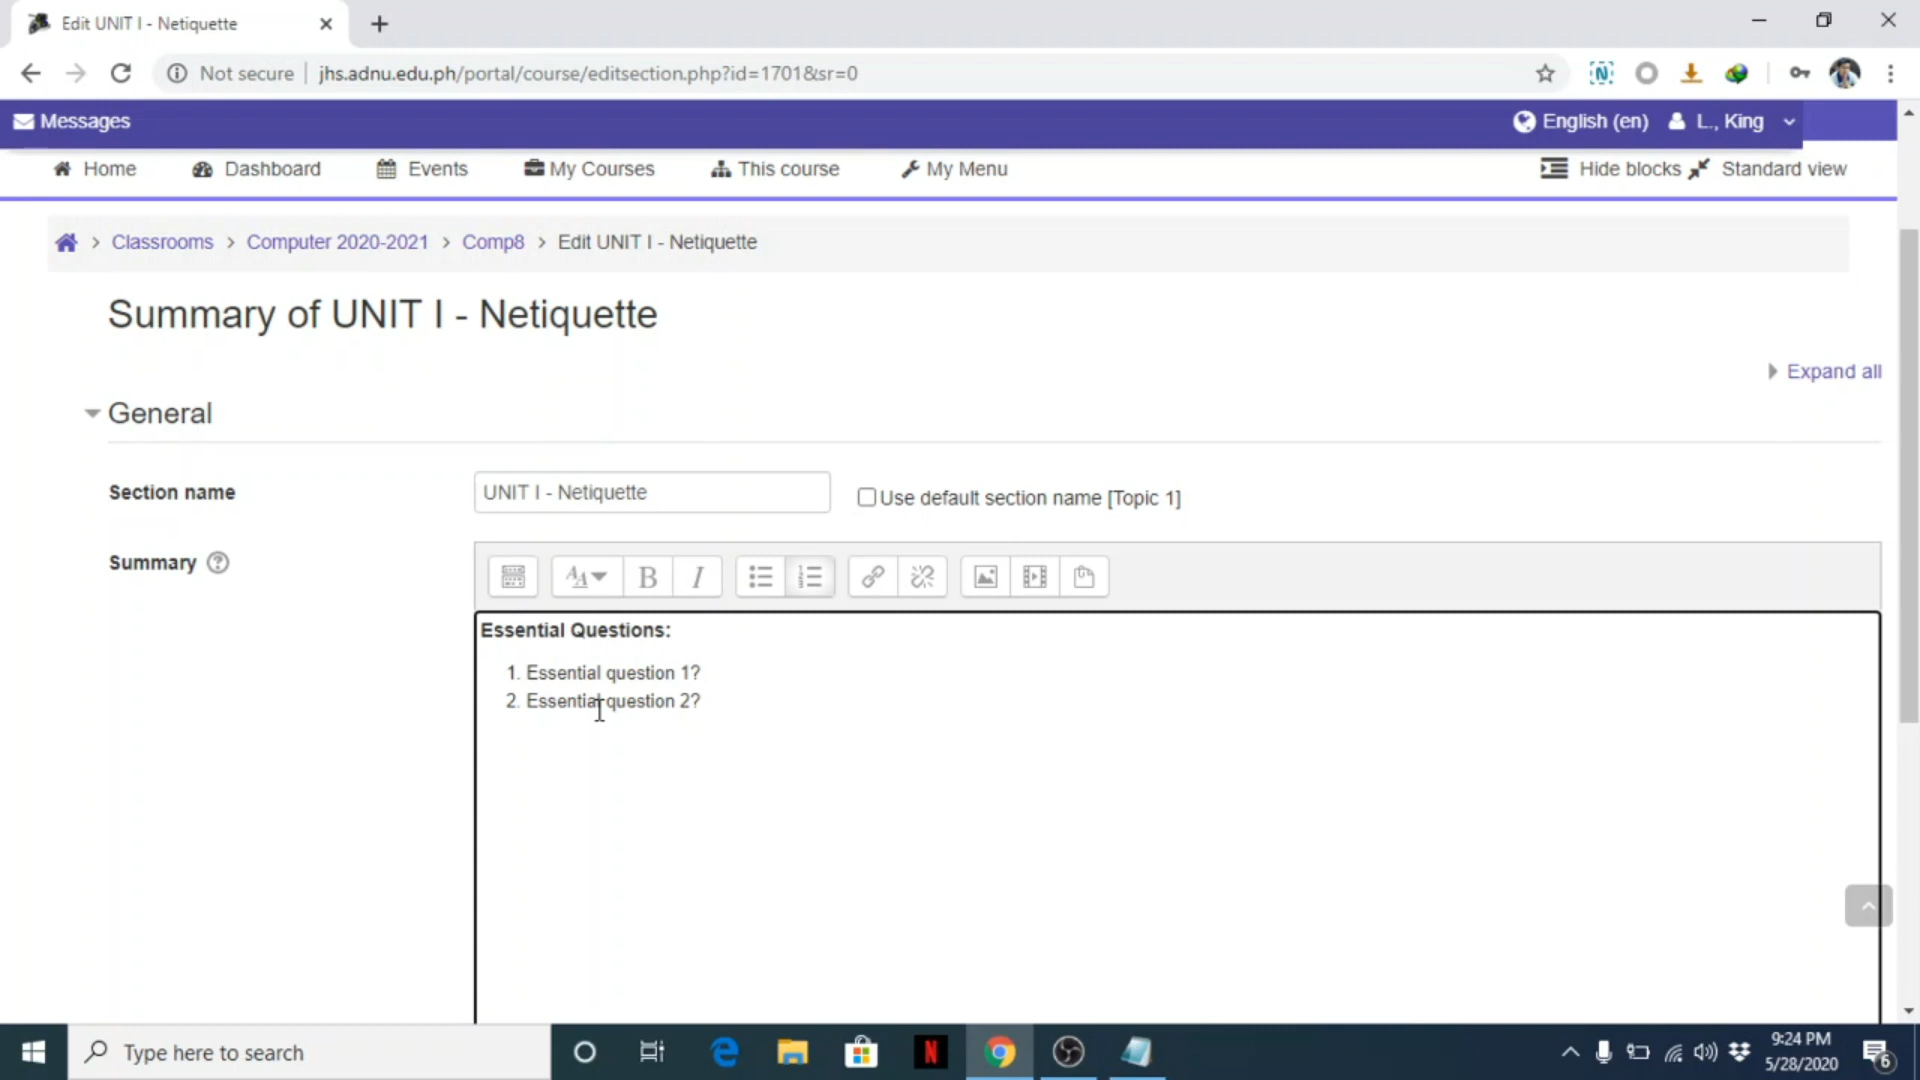 Edit UNIT I - Netiquette
Not secure
jhs.adnu.edu.ph/portal/course/editsection.php?id=1701&sr=0
Messages
English (en)
L., King
Home
Dashboard
Events
My Courses
This course
My Menu
Hide blocks
Standard view
> Classrooms > Computer 2020-2021 > Comp8 > Edit UNIT I - Netiquette
Summary of UNIT I - Netiquette
Expand all
General
Section name
UNIT I - Netiquette
Use default section name [Topic 1]
Summary
Essential Questions:
1. Essential question 1?
2. Essential question 2?
Type here to search
9:24 PM
5/28/2020
6